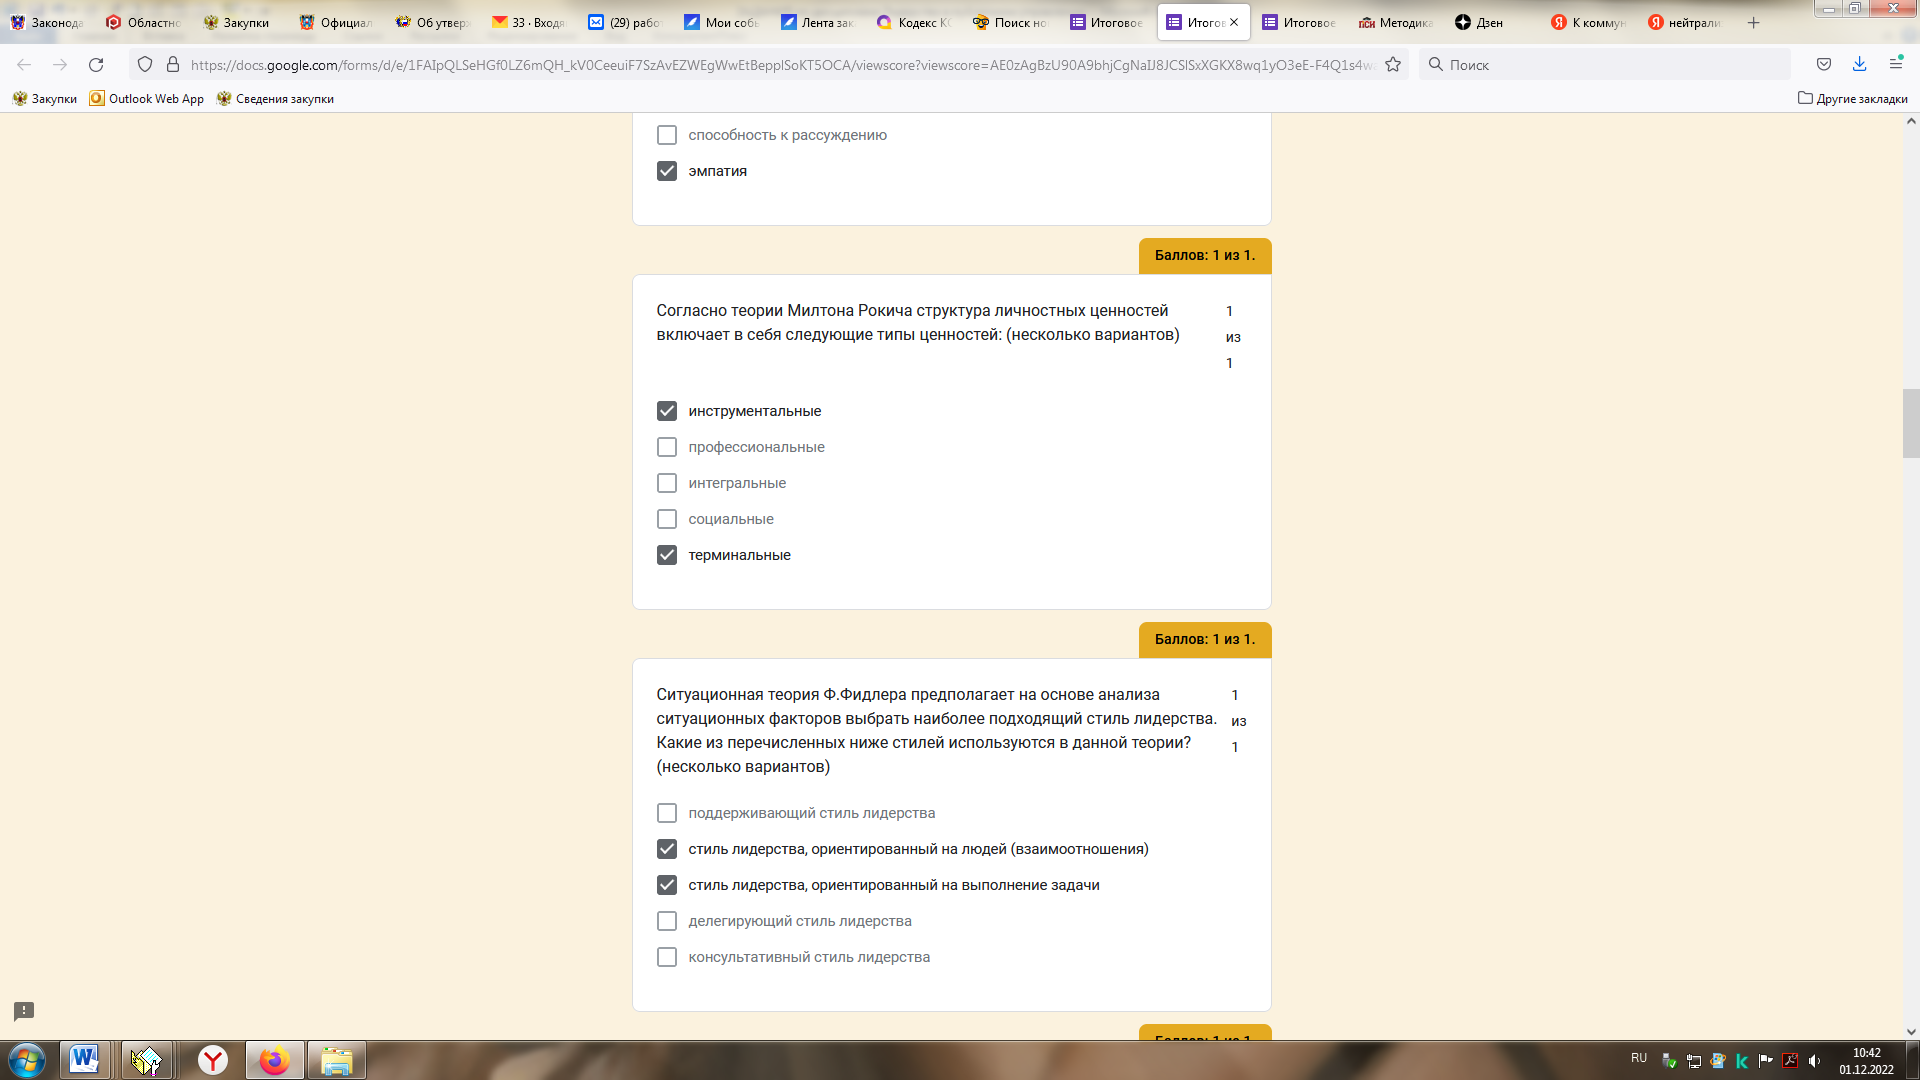 Законода
Областно
Закупки
Официал
Об утвер
33 · Входя
(29) рабо
Мои собы
Лента зак
Кодекс КС
Поиск но
Итоговое
Итогов
Итоговое
Методика
Дзен
К коммун
нейтрали
https://docs.google.com/forms/d/e/1FAIpQLSeHGf0LZ6mQH_kV0CeeuiF7SzAvEZWEgWwEtBepplSoKT5OCA/viewscore?viewscore=AE0zAgBzU90A9bhjCgNaIJ8JCSlSxXGKX8wq1yO3eE-F4Q1s4w
Поиск
Закупки
Outlook Web App
Сведения закупки
Другие закладки
способность к рассуждению
эмпатия
Баллов: 1 из 1.
Согласно теории Милтона Рокича структура личностных ценностей
включает в себя следующие типы ценностей: (несколько вариантов)
1
из
1
инструментальные
профессиональные
интегральные
социальные
терминальные
Баллов: 1 из 1.
Ситуационная теория Ф.Фидлера предполагает на основе анализа
ситуационных факторов выбрать наиболее подходящий стиль лидерства.
Какие из перечисленных ниже стилей используются в данной теории?
(несколько вариантов)
1
из
1
поддерживающий стиль лидерства
стиль лидерства, ориентированный на людей (взаимоотношения)
стиль лидерства, ориентированный на выполнение задачи
делегирующий стиль лидерства
консультативный стиль лидерства
Баллов: 1 из 1.
RU
10:42
01.12.2022